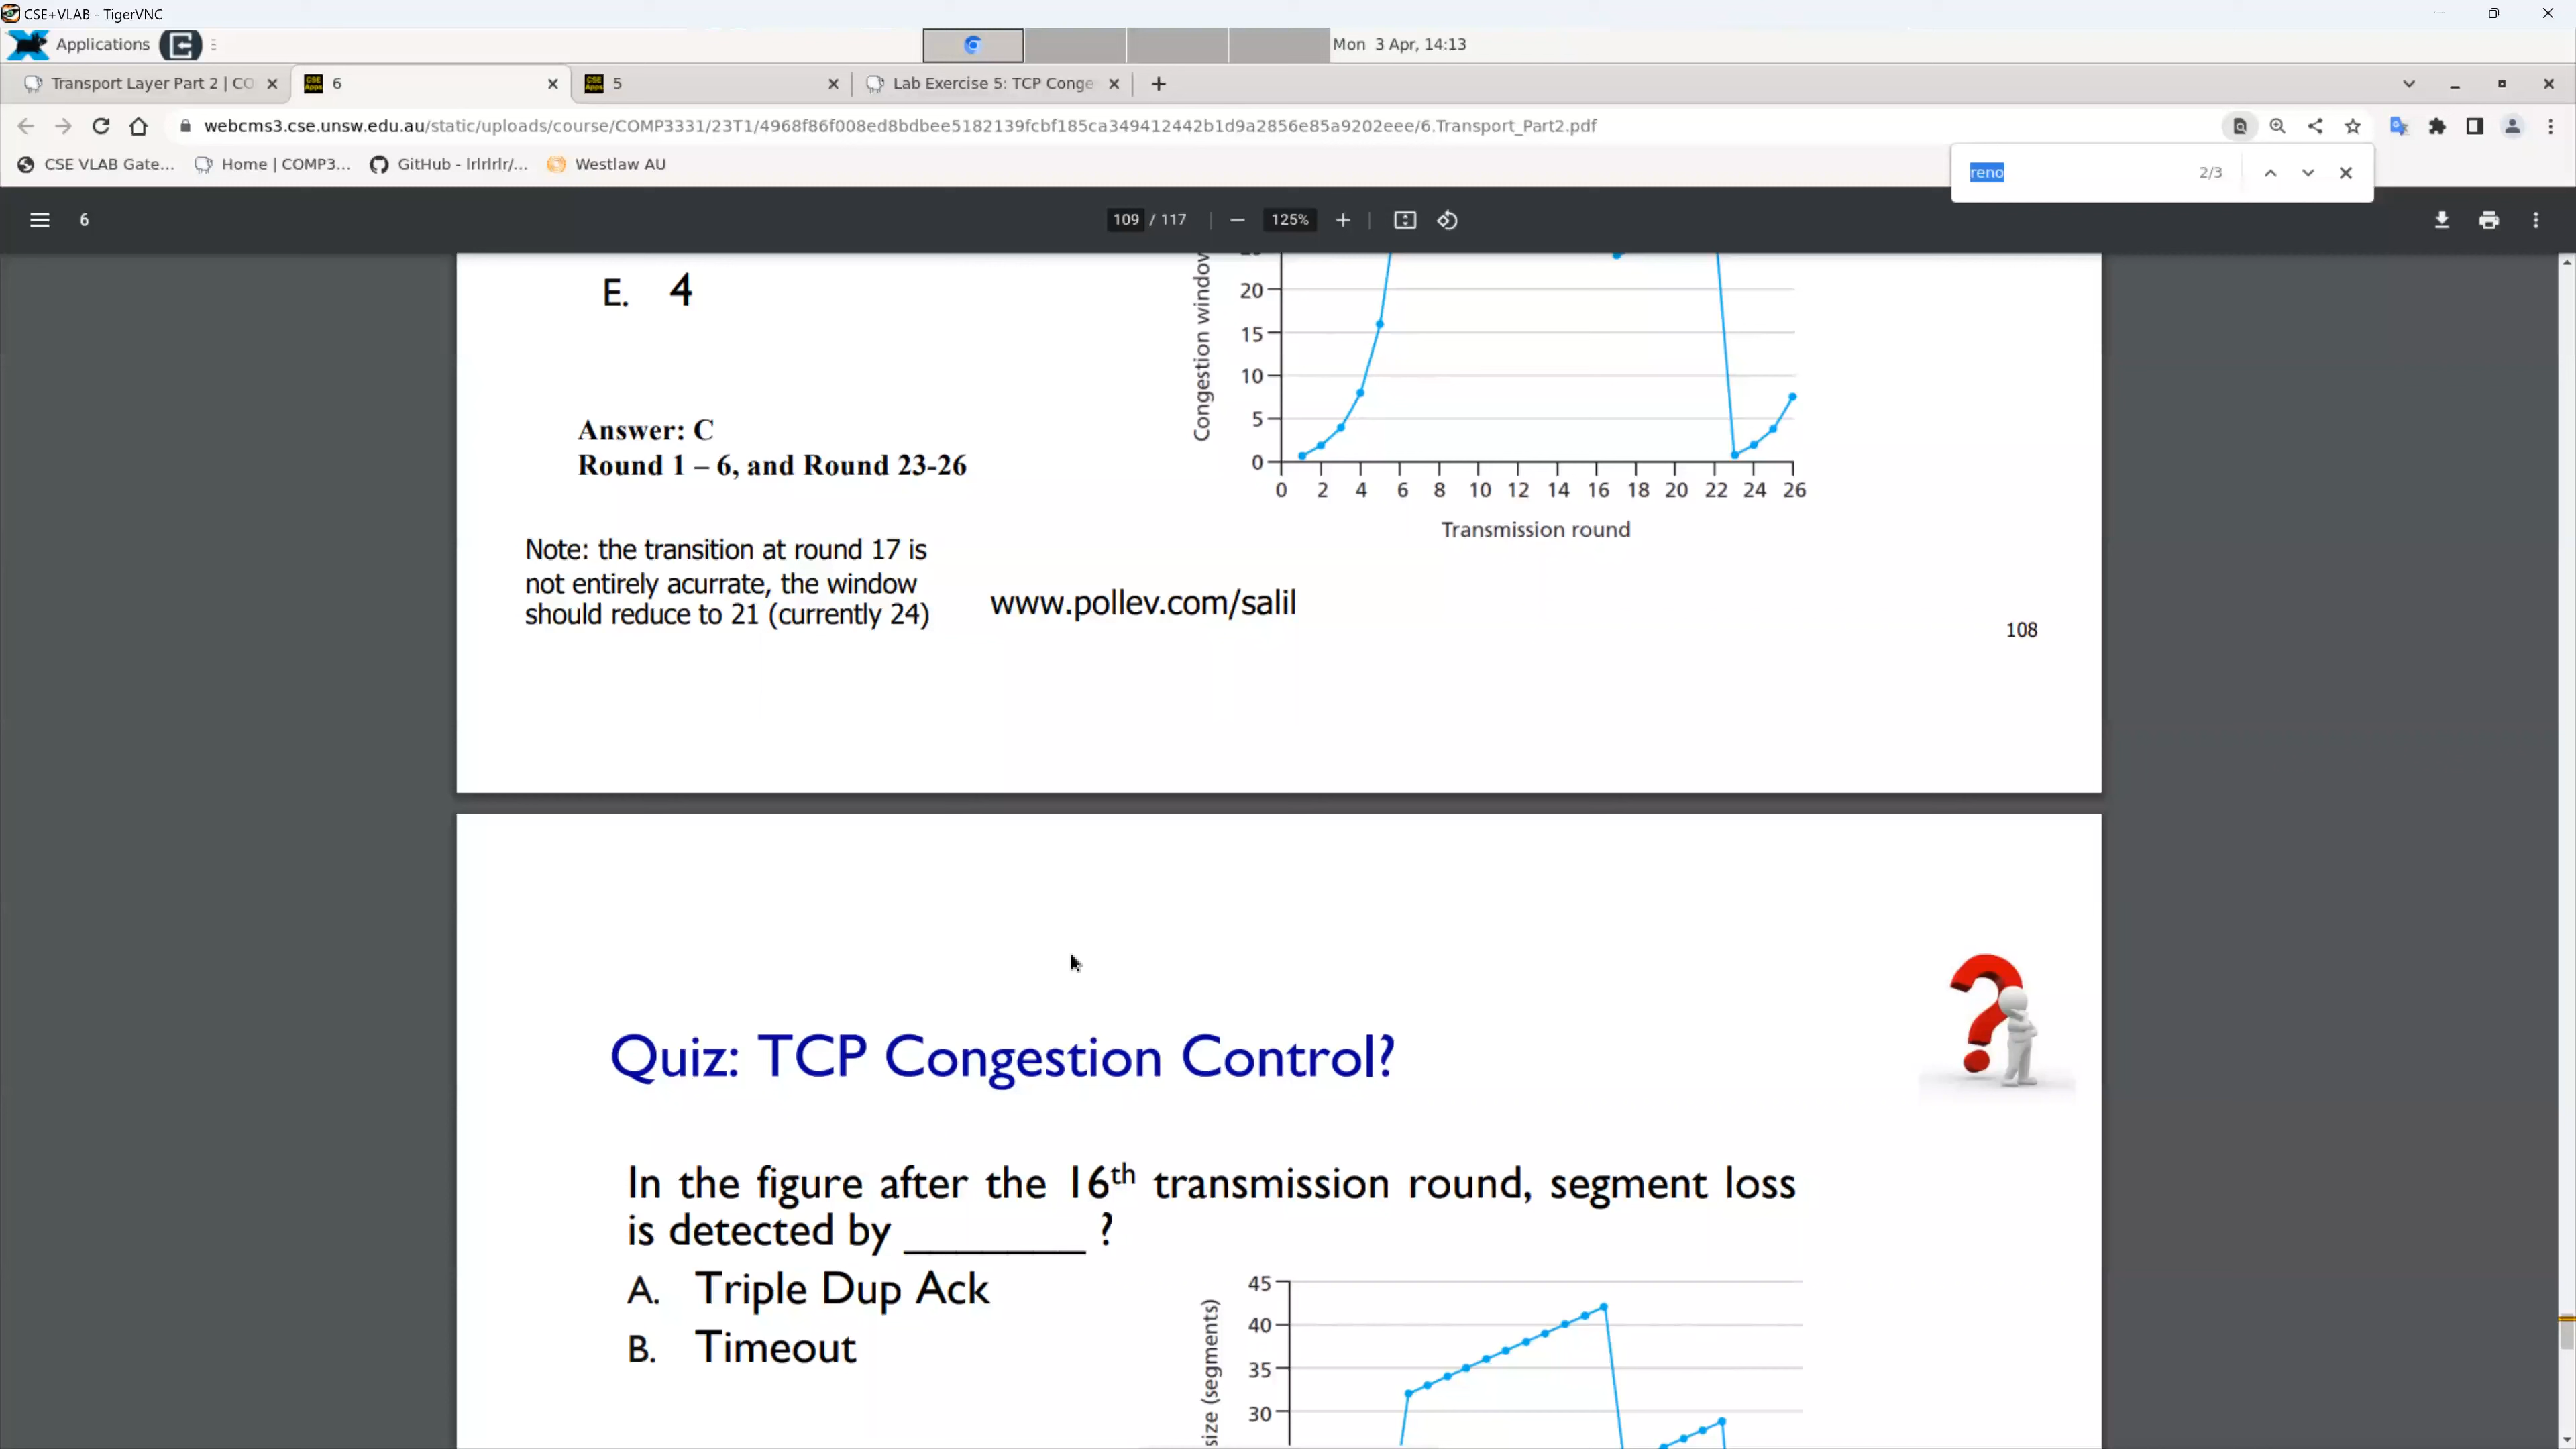 CSE+VLAB - TigerVNC
Applications
Mon 3 Apr, 14:13
Transport Layer Part 2 | CO
6
5
Lab Exercise 5: TCP Conge
webcms3.cse.unsw.edu.au/static/uploads/course/COMP3331/23T1/4968f86f008ed8bdbee5182139fcbf185ca349412442b1d9a2856e85a9202eee/6.Transport_Part2.pdf
CSE VLAB Gate...
Home | COMP3...
GitHub - lrlrlrlr/...
Westlaw AU
reno
2/3
6
109 / 117
125%
E. 4
Answer: C
Round 1 – 6, and Round 23-26
Note: the transition at round 17 is
not entirely acurrate, the window
should reduce to 21 (currently 24)
www.pollev.com/salil
Congestion window
20
15
10
5
0
0 2 4 6 8 10 12 14 16 18 20 22 24 26
Transmission round
108
Quiz: TCP Congestion Control?
In the figure after the 16th transmission round, segment loss
is detected by ________ ?
A. Triple Dup Ack
B. Timeout
size (segments)
45
40
35
30